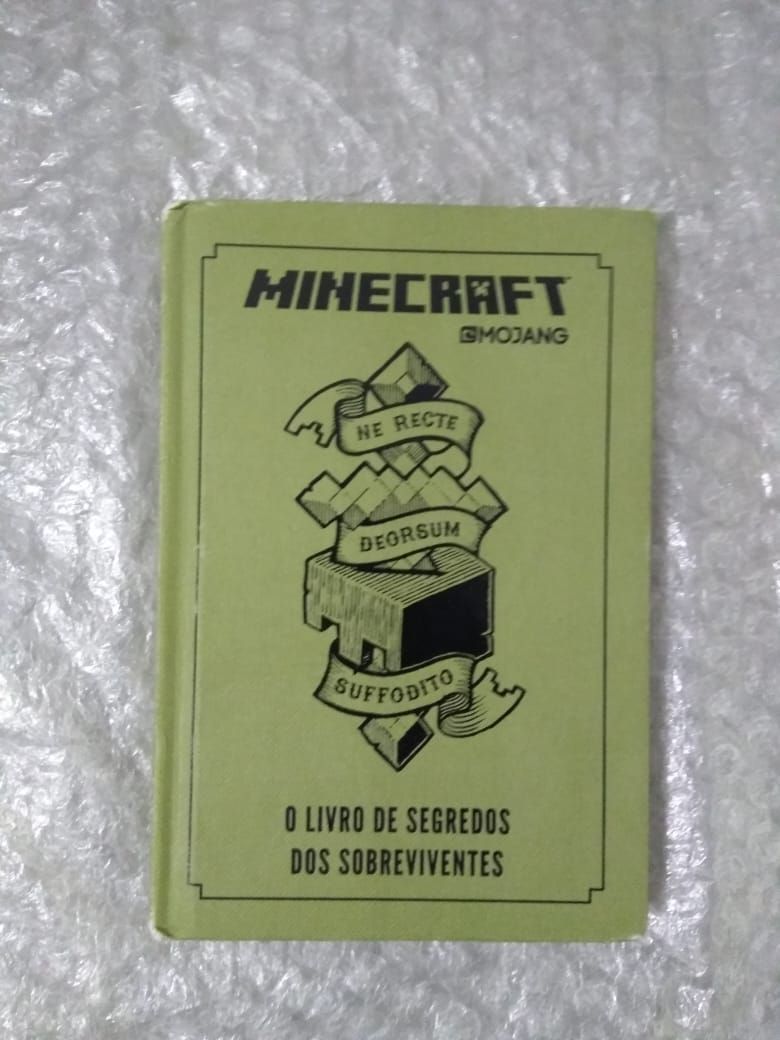 MINECRAFT
MOJANG
NE RECTE
DEORSUM
SUFFODITO
O LIVRO DE SEGREDOS
DOS SOBREVIVENTES